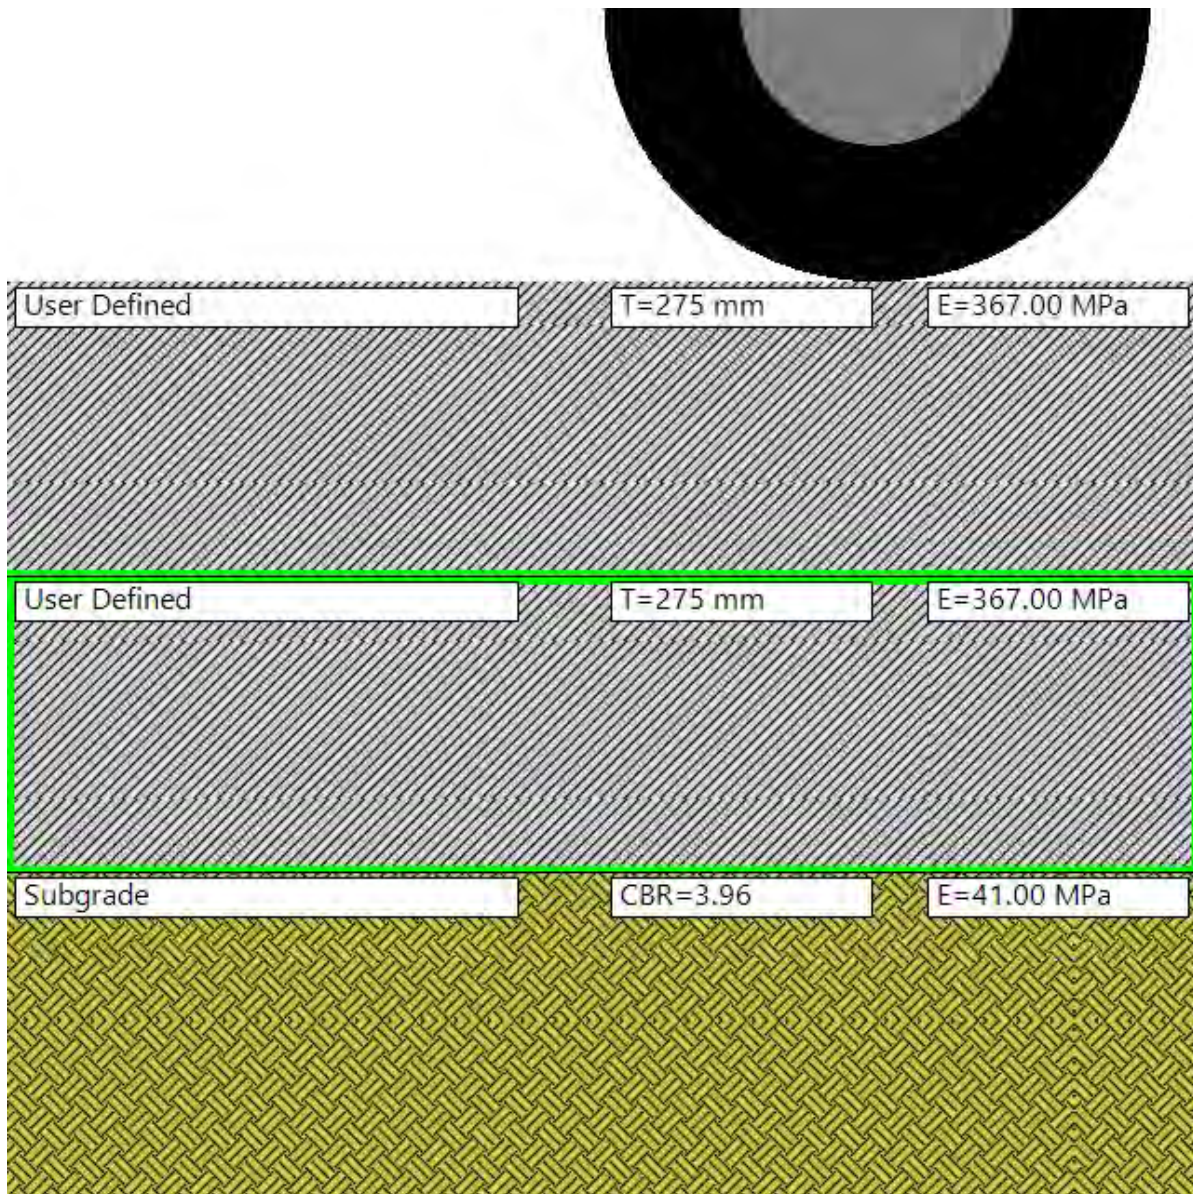 User Defined T=275 mm E=367.00 MPa
User Defined T=275 mm E=367.00 MPa
Subgrade CBR=3.96 E=41.00 MPa